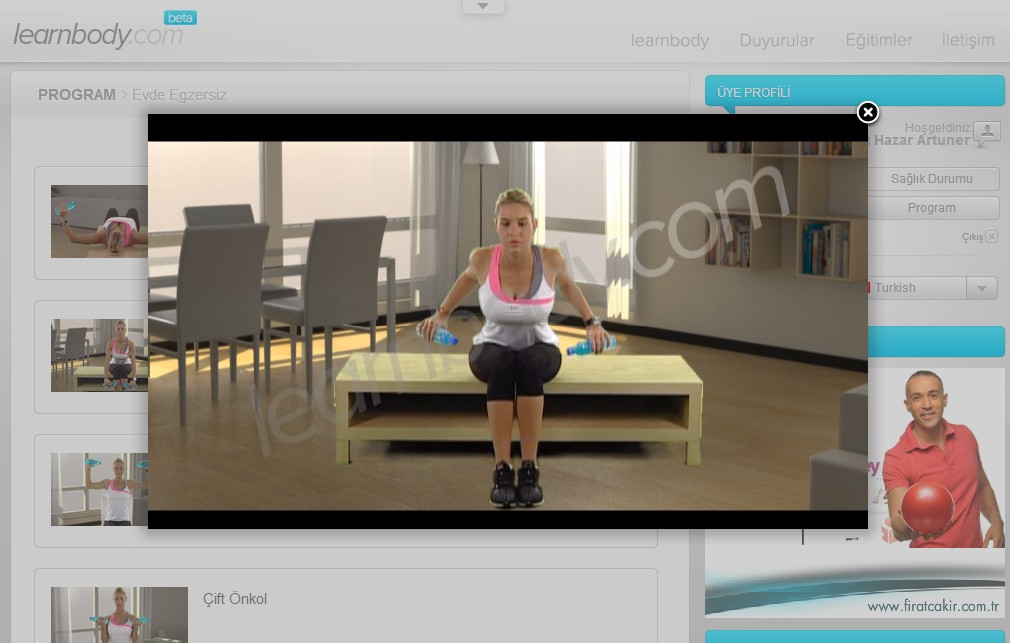 beta
learnbody.com
learnbody
Duyurular
Eğitimler
İletişim
PROGRAM > Evde Egzersiz
ÜYE PROFİLİ
Hoşgeldiniz
Hazar Artuner
Sağlık Durumu
Program
Çıkış
Turkish
learnbody.com
Çift Önkol
www.firatcakir.com.tr